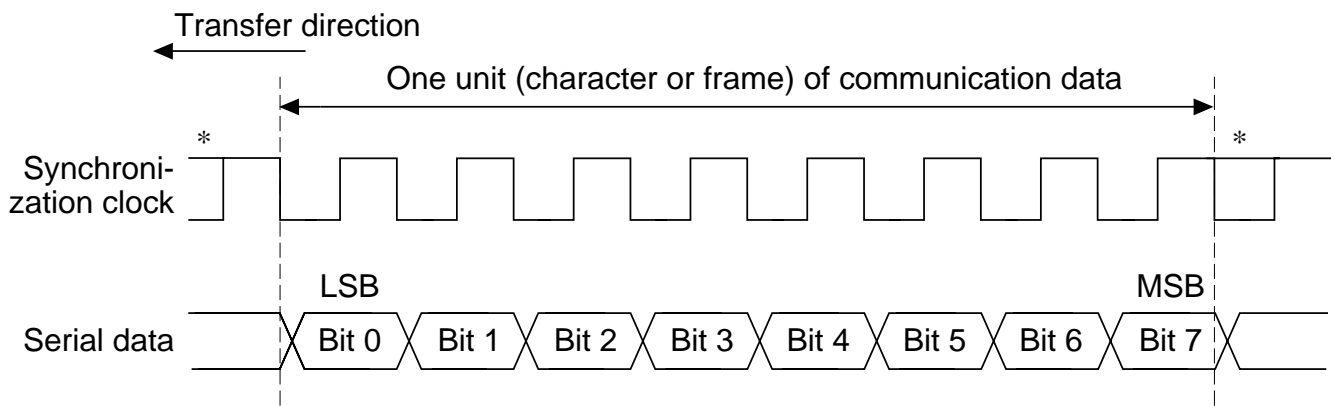 Transfer direction
One unit (character or frame) of communication data
*
*
Synchroni-
zation clock
LSB
MSB
Serial data
Bit 0
Bit 1
Bit 2
Bit 3
Bit 4
Bit 5
Bit 6
Bit 7